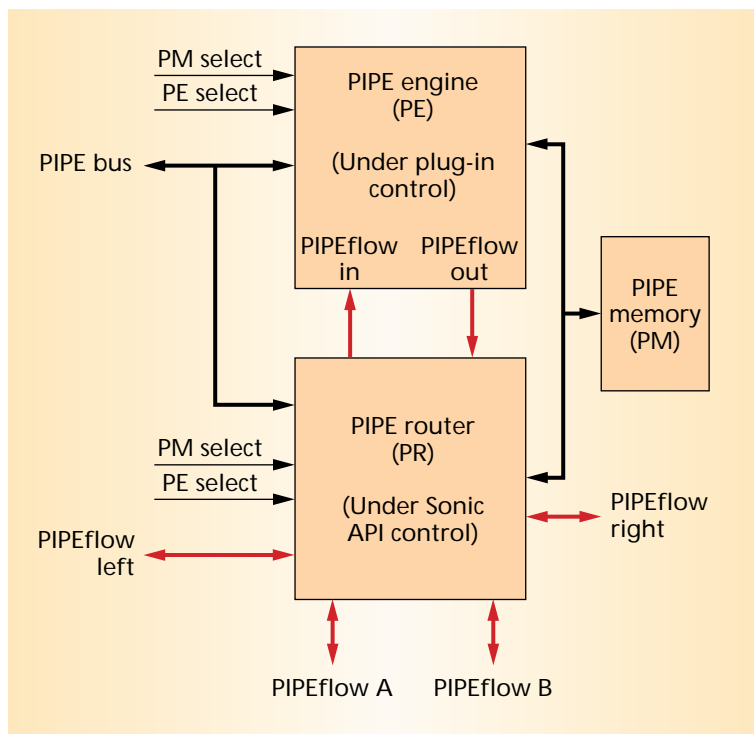 PM select
PE select
PIPE bus
PIPE engine
(PE)
(Under plug-in
control)
PIPEflow
in
PIPEflow
out
PIPE
memory
(PM)
PIPE router
(PR)
(Under Sonic
API control)
PM select
PE select
PIPEflow
left
PIPEflow
right
PIPEflow A
PIPEflow B